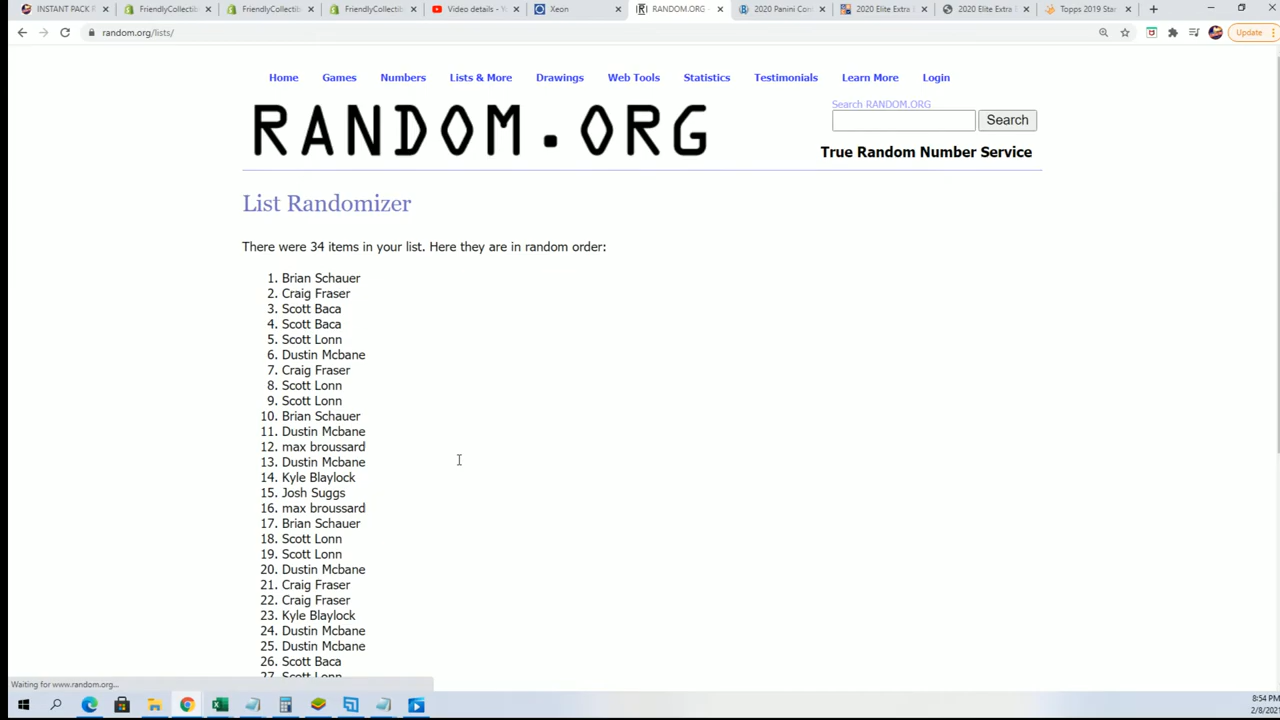 INSTANT PACK R
FriendlyCollectib
FriendlyCollectib
FriendlyCollectib
Video details - Yo
Xeon
RANDOM.ORG -
2020 Panini Con
2020 Elite Extra E
2020 Elite Extra E
Topps 2019 Star
random.org/lists/
Update
Home Games Numbers Lists & More Drawings Web Tools Statistics Testimonials Learn More Login
RANDOM.ORG
Search RANDOM.ORG
Search
True Random Number Service
List Randomizer
There were 34 items in your list. Here they are in random order:
1. Brian Schauer
2. Craig Fraser
3. Scott Baca
4. Scott Baca
5. Scott Lonn
6. Dustin Mcbane
7. Craig Fraser
8. Scott Lonn
9. Scott Lonn
10. Brian Schauer
11. Dustin Mcbane
12. max broussard
13. Dustin Mcbane
14. Kyle Blaylock
15. Josh Suggs
16. max broussard
17. Brian Schauer
18. Scott Lonn
19. Scott Lonn
20. Dustin Mcbane
21. Craig Fraser
22. Craig Fraser
23. Kyle Blaylock
24. Dustin Mcbane
25. Dustin Mcbane
26. Scott Baca
27. Scott Lonn
Waiting for www.random.org...
8:54 PM
2/8/2021